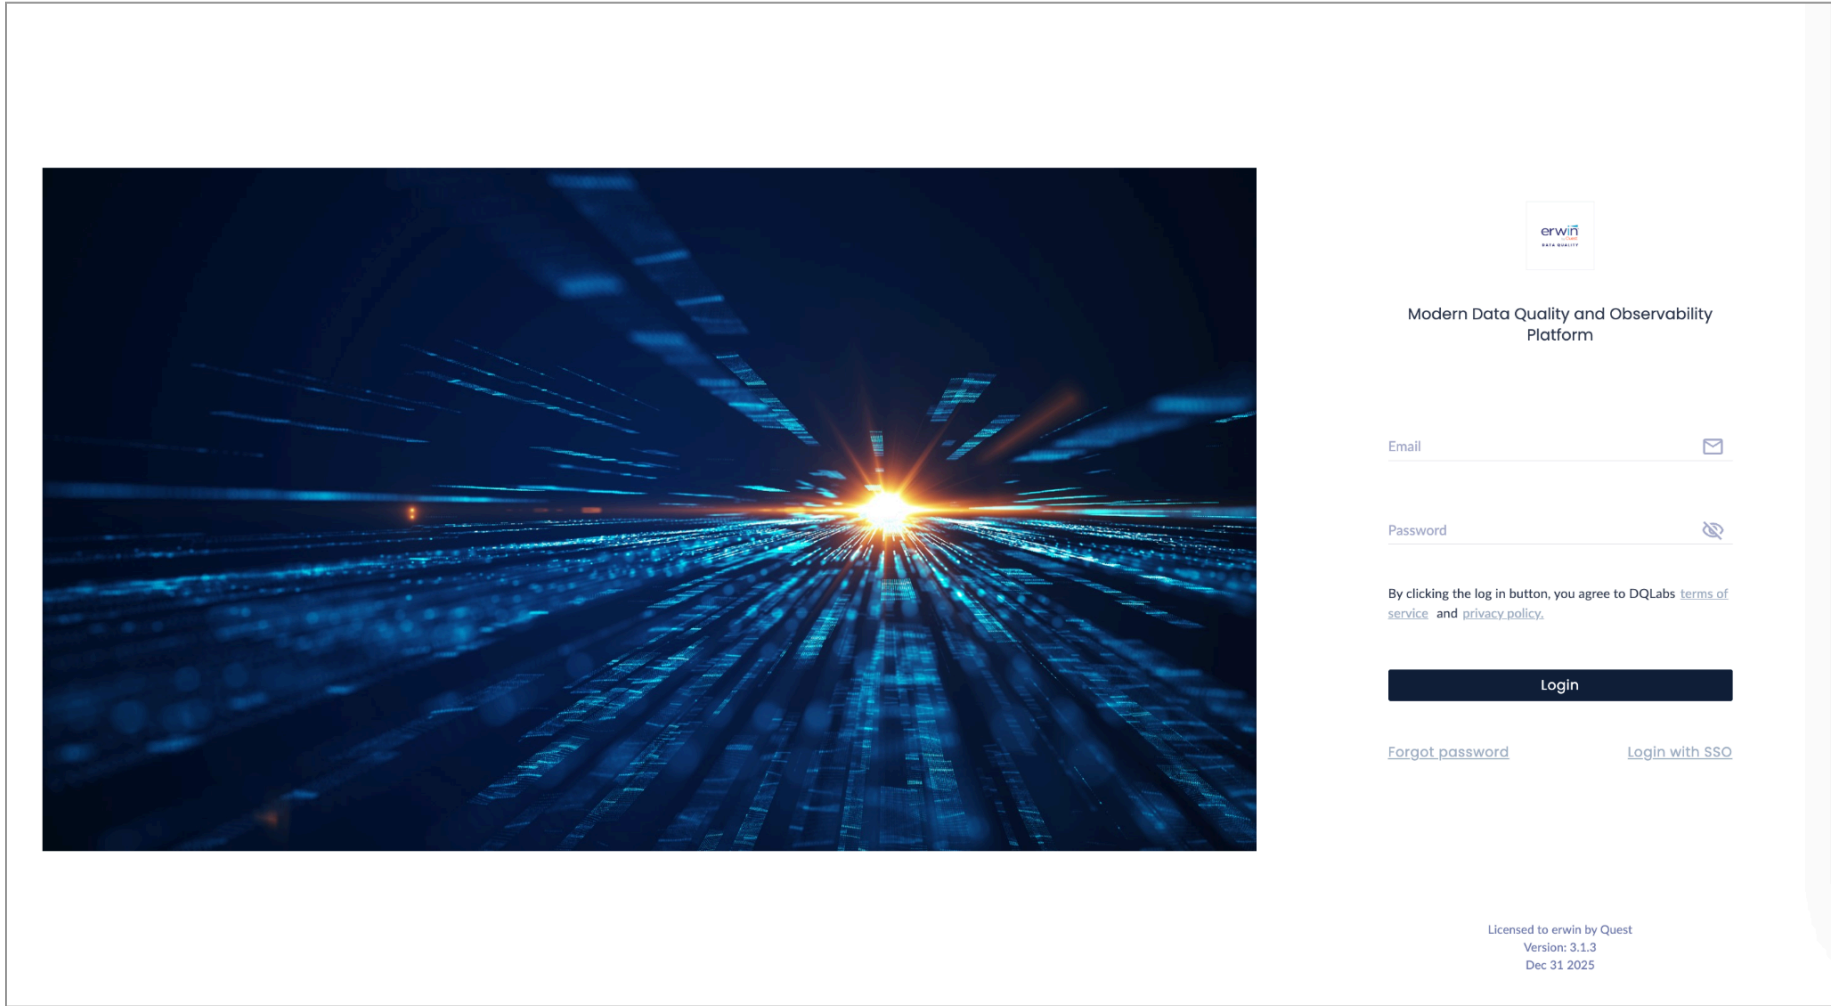 erwin
DATA QUALITY
Modern Data Quality and Observability
Platform
Email
Password
By clicking the log in button, you agree to DQLabs terms of
service and privacy policy.
Login
Forgot password
Login with SSO
Licensed to erwin by Quest
Version: 3.1.3
Dec 31 2025